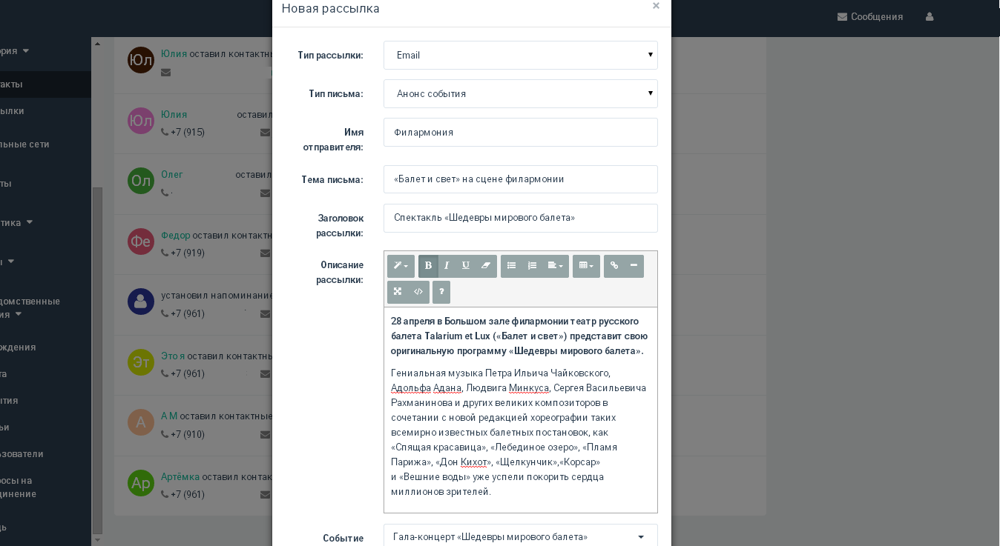 Новая рассылка
×
Сообщения
Тип рассылки:
Email
Тип письма:
Анонс события
Имя
отправителя:
Филармония
Тема письма:
«Балет и свет» на сцене филармонии
Заголовок
рассылки:
Спектакль «Шедевры мирового балета»
Описание
рассылки:
B I U
</> ?
28 апреля в Большом зале филармонии театр русского
балета Talarium et Lux («Балет и свет») представит свою
оригинальную программу «Шедевры мирового балета».
Гениальная музыка Петра Ильича Чайковского,
Адольфа Адана, Людвига Минкуса, Сергея Васильевича
Рахманинова и других великих композиторов в
сочетании с новой редакцией хореографии таких
всемирно известных балетных постановок, как
«Спящая красавица», «Лебединое озеро», «Пламя
Парижа», «Дон Кихот», «Щелкунчик»,«Корсар»
и «Вешние воды» уже успели покорить сердца
миллионов зрителей.
Событие
Гала-концерт «Шедевры мирового балета»
Юл
Юлия оставил контактн
Юл
Юлия оставил
+7 (915)
Ол
Олег оставил
Фе
Федор оставил контактн
+7 (919)
установил напоминание
+7 (961)
Эт
Это я оставил контактны
+7 (961)
А
А М оставил контактные
+7 (910)
Ар
Артёмка оставил контак
+7 (961)
ория
такты
ылки
льные сети
ты
тика
ы
домственные
ия
ждения
та
ытия
ьи
ьзователи
росы на
динение
дь